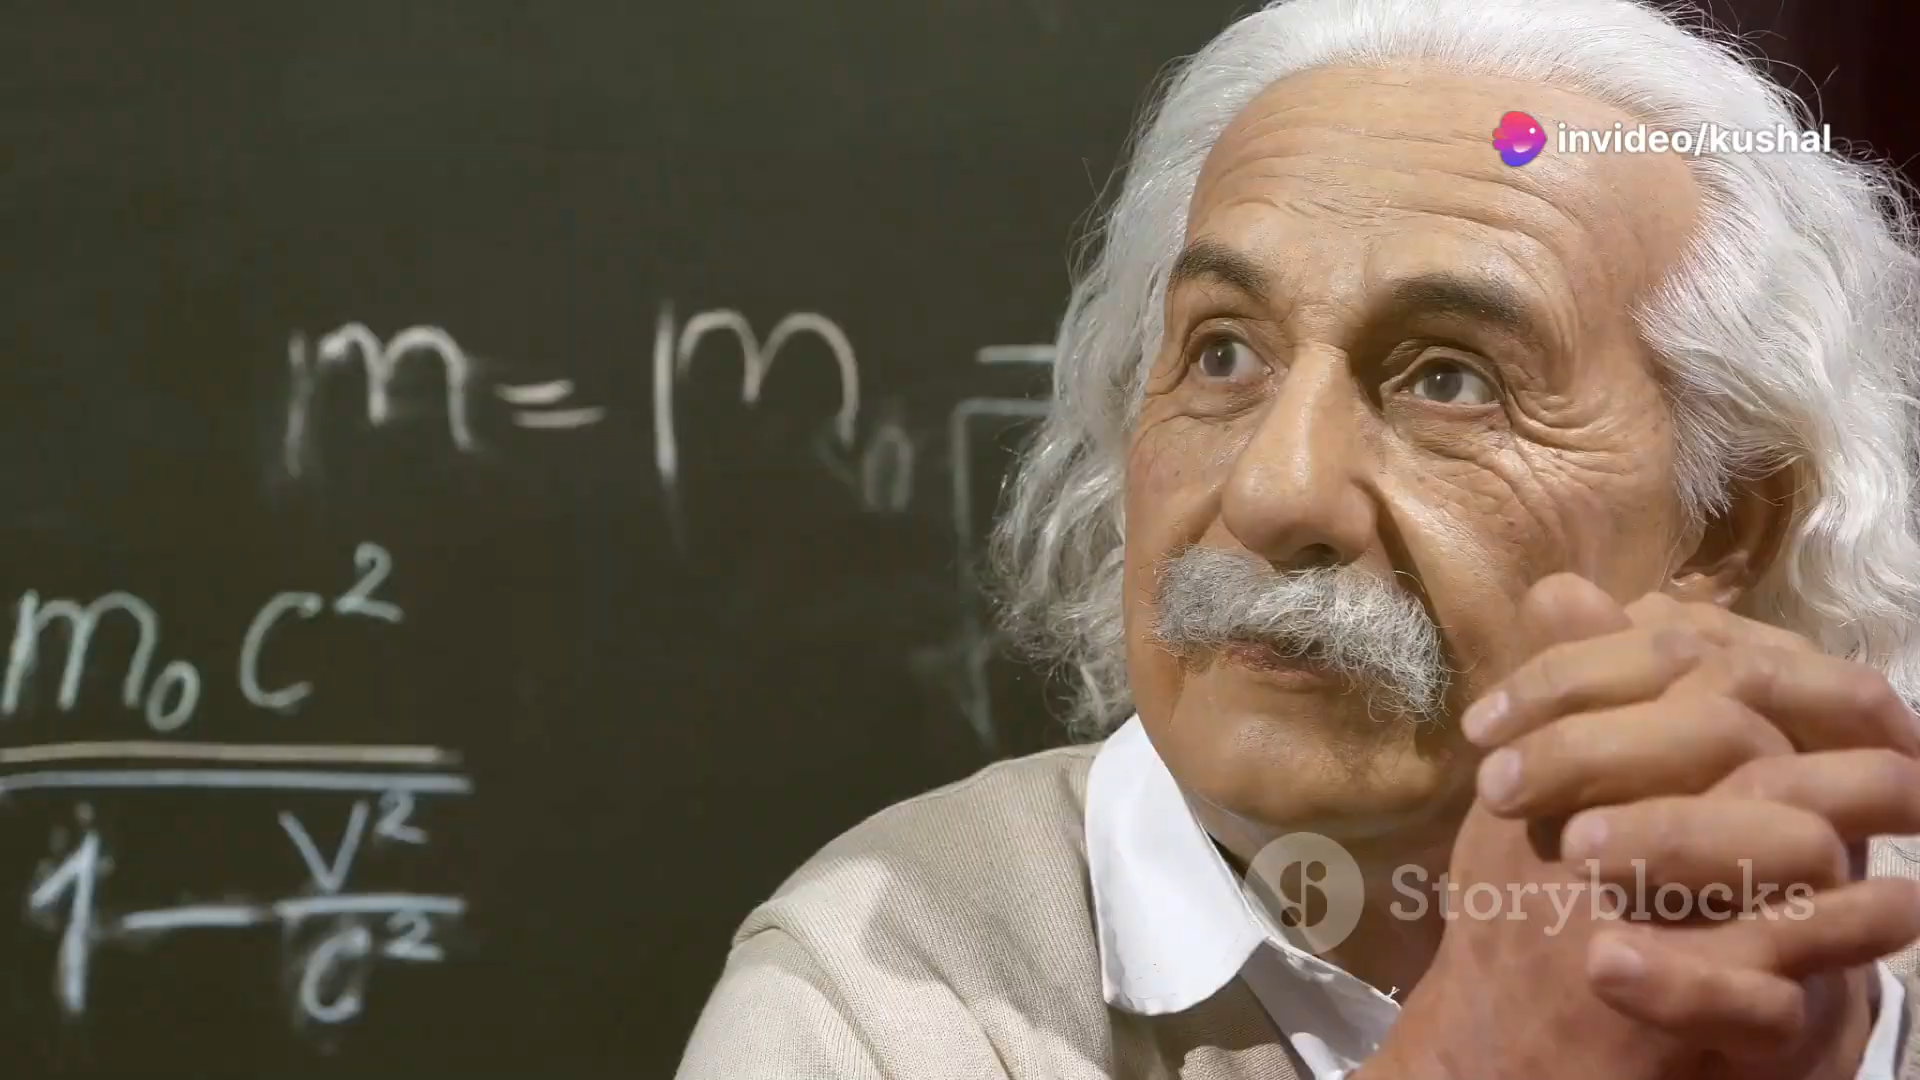 invideo/kushal
m = m₀
m₀ c²
1 - v²
c²
Storyblocks